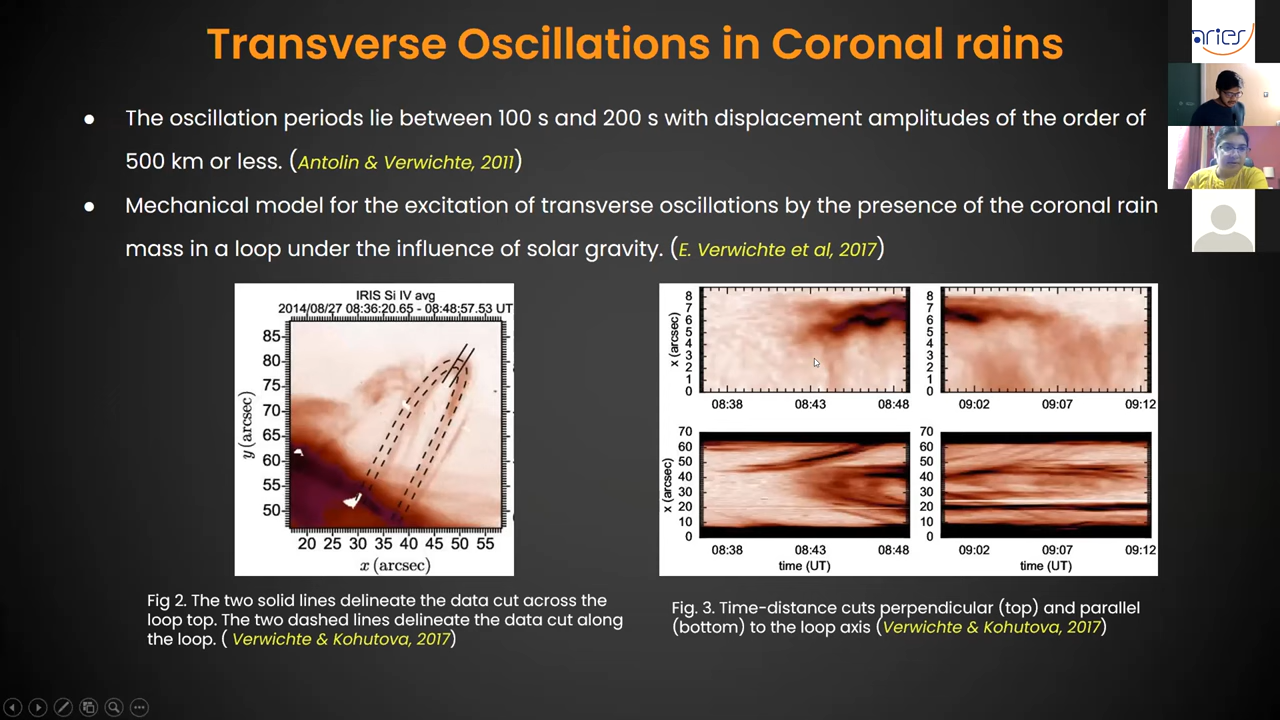 Transverse Oscillations in Coronal rains
aries
● The oscillation periods lie between 100 s and 200 s with displacement amplitudes of the order of
500 km or less. (Antolin & Verwichte, 2011)
● Mechanical model for the excitation of transverse oscillations by the presence of the coronal rain
mass in a loop under the influence of solar gravity. (E. Verwichte et al, 2017)
IRIS Si IV avg
2014/08/27 08:36:20.65 - 08:48:57.53 UT
85
80
75
70
65
60
55
50
y (arcsec)
20 25 30 35 40 45 50 55
x (arcsec)
8
7
6
5
4
3
2
1
0
x (arcsec)
08:38 08:43 08:48
8
7
6
5
4
3
2
1
0
09:02 09:07 09:12
70
60
50
40
30
20
10
0
x (arcsec)
08:38 08:43 08:48
time (UT)
70
60
50
40
30
20
10
0
09:02 09:07 09:12
time (UT)
Fig 2. The two solid lines delineate the data cut across the
loop top. The two dashed lines delineate the data cut along
the loop. ( Verwichte & Kohutova, 2017)
Fig. 3. Time-distance cuts perpendicular (top) and parallel
(bottom) to the loop axis (Verwichte & Kohutova, 2017)